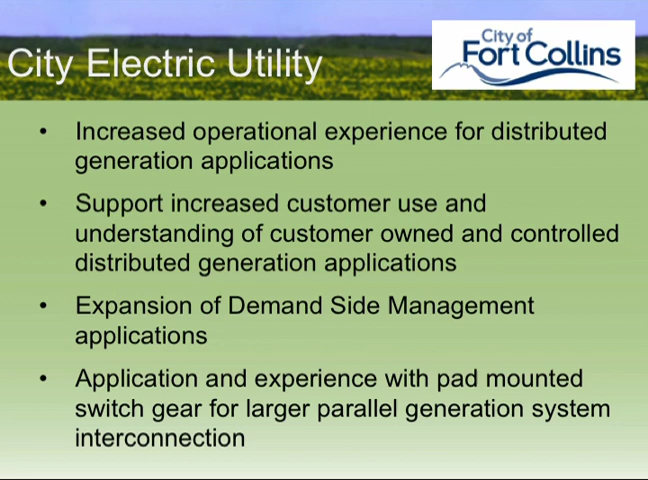 City Electric Utility
City of
Fort Collins
• Increased operational experience for distributed
generation applications
• Support increased customer use and
understanding of customer owned and controlled
distributed generation applications
• Expansion of Demand Side Management
applications
• Application and experience with pad mounted
switch gear for larger parallel generation system
interconnection